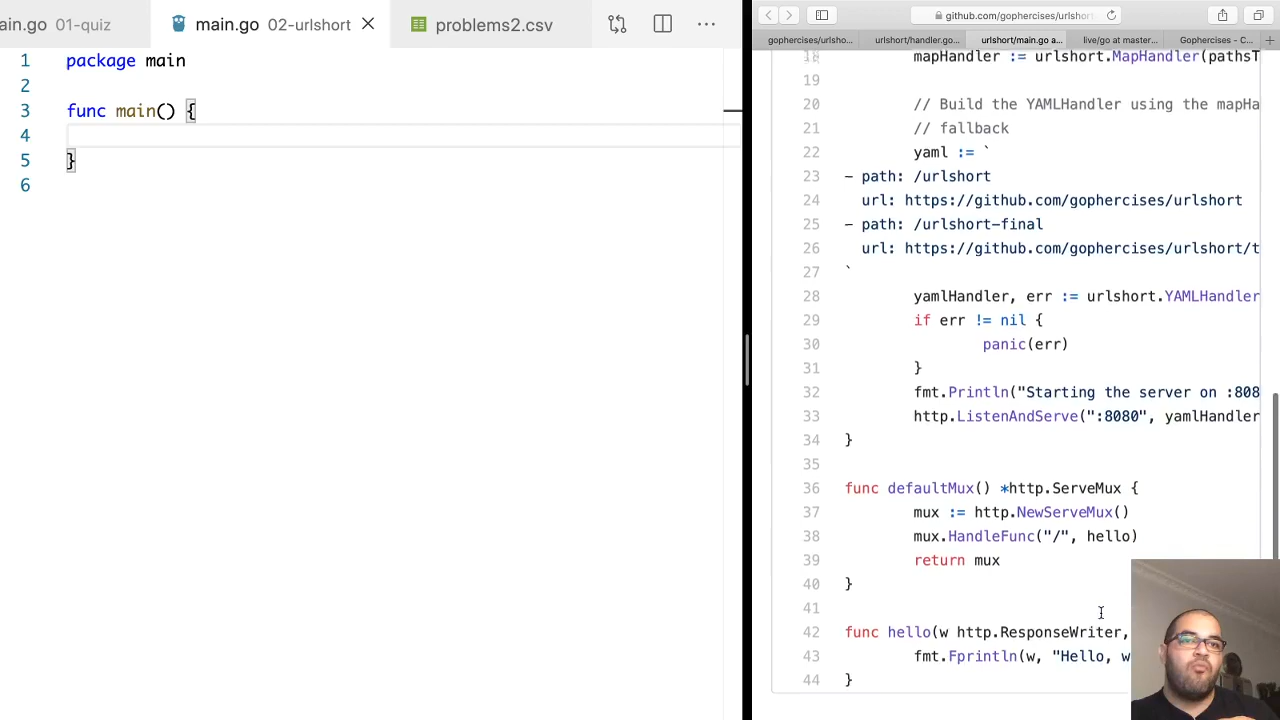 ain.go 01-quiz
main.go 02-urlshort
problems2.csv
1 package main
2
3 func main() {
4
5 }
6
github.com/gophercises/urlshor
gophercises/urlsho...
urlshort/handler.go...
urlshort/main.go a...
live/go at master...
Gophercises - C...
18 mapHandler := urlshort.MapHandler(pathsT
19
20 // Build the YAMLHandler using the mapHa
21 // fallback
22 yaml := `
23 - path: /urlshort
24 url: https://github.com/gophercises/urlshort
25 - path: /urlshort-final
26 url: https://github.com/gophercises/urlshort/t
27 `
28 yamlHandler, err := urlshort.YAMLHandler
29 if err != nil {
30 panic(err)
31 }
32 fmt.Println("Starting the server on :808
33 http.ListenAndServe(":8080", yamlHandler
34 }
35
36 func defaultMux() *http.ServeMux {
37 mux := http.NewServeMux()
38 mux.HandleFunc("/", hello)
39 return mux
40 }
41
42 func hello(w http.ResponseWriter,
43 fmt.Fprintln(w, "Hello, w
44 }